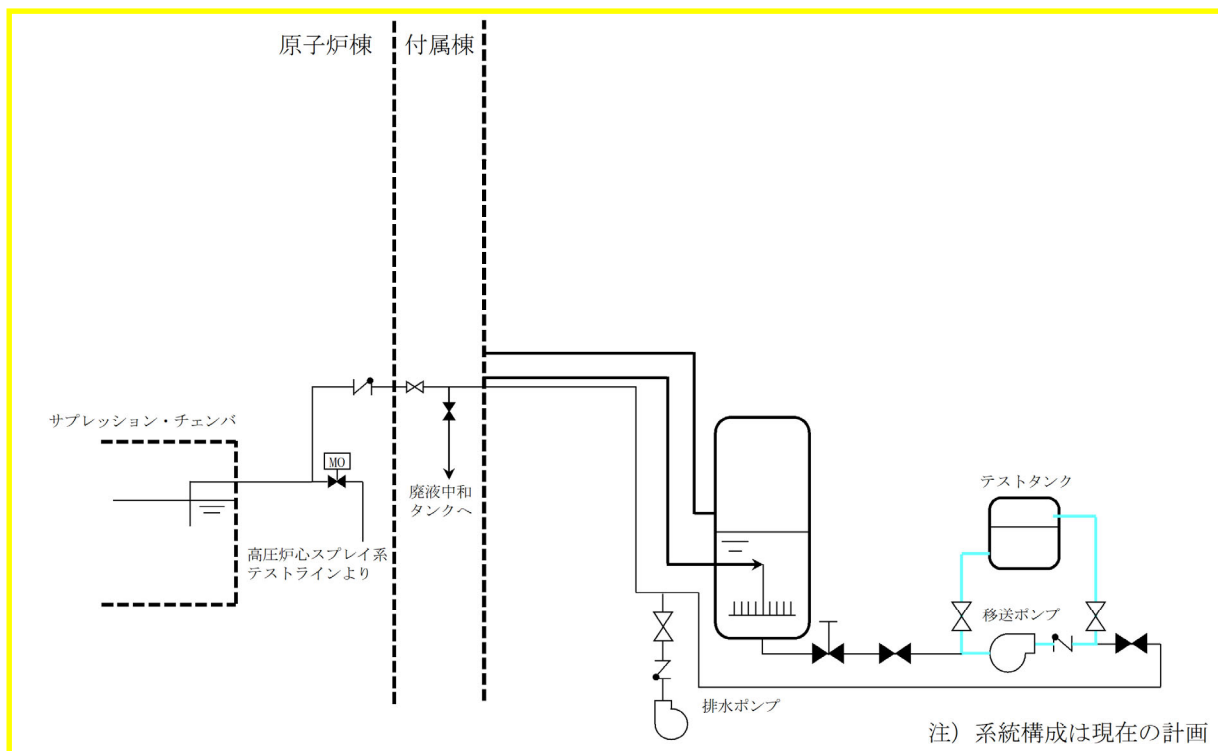 原子炉棟
付属棟
サプレッション・チェンバ
MO
廃液中和
タンクへ
高圧炉心スプレイ系
テストラインより
テストタンク
移送ポンプ
排水ポンプ
注）系統構成は現在の計画